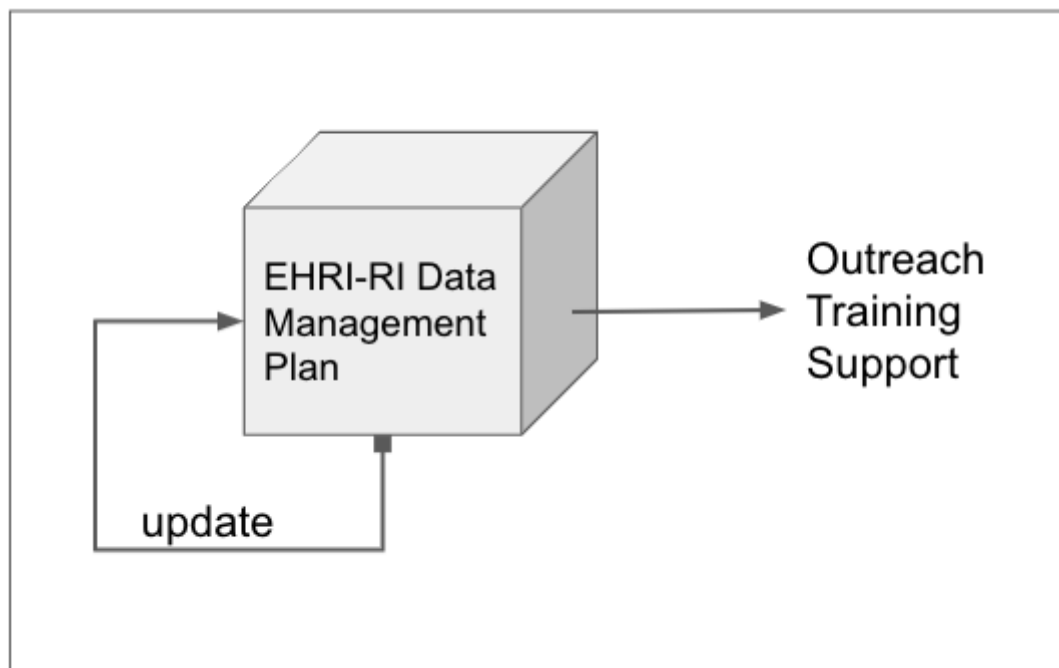 EHRI-RI Data
Management
Plan
Outreach
Training
Support
update